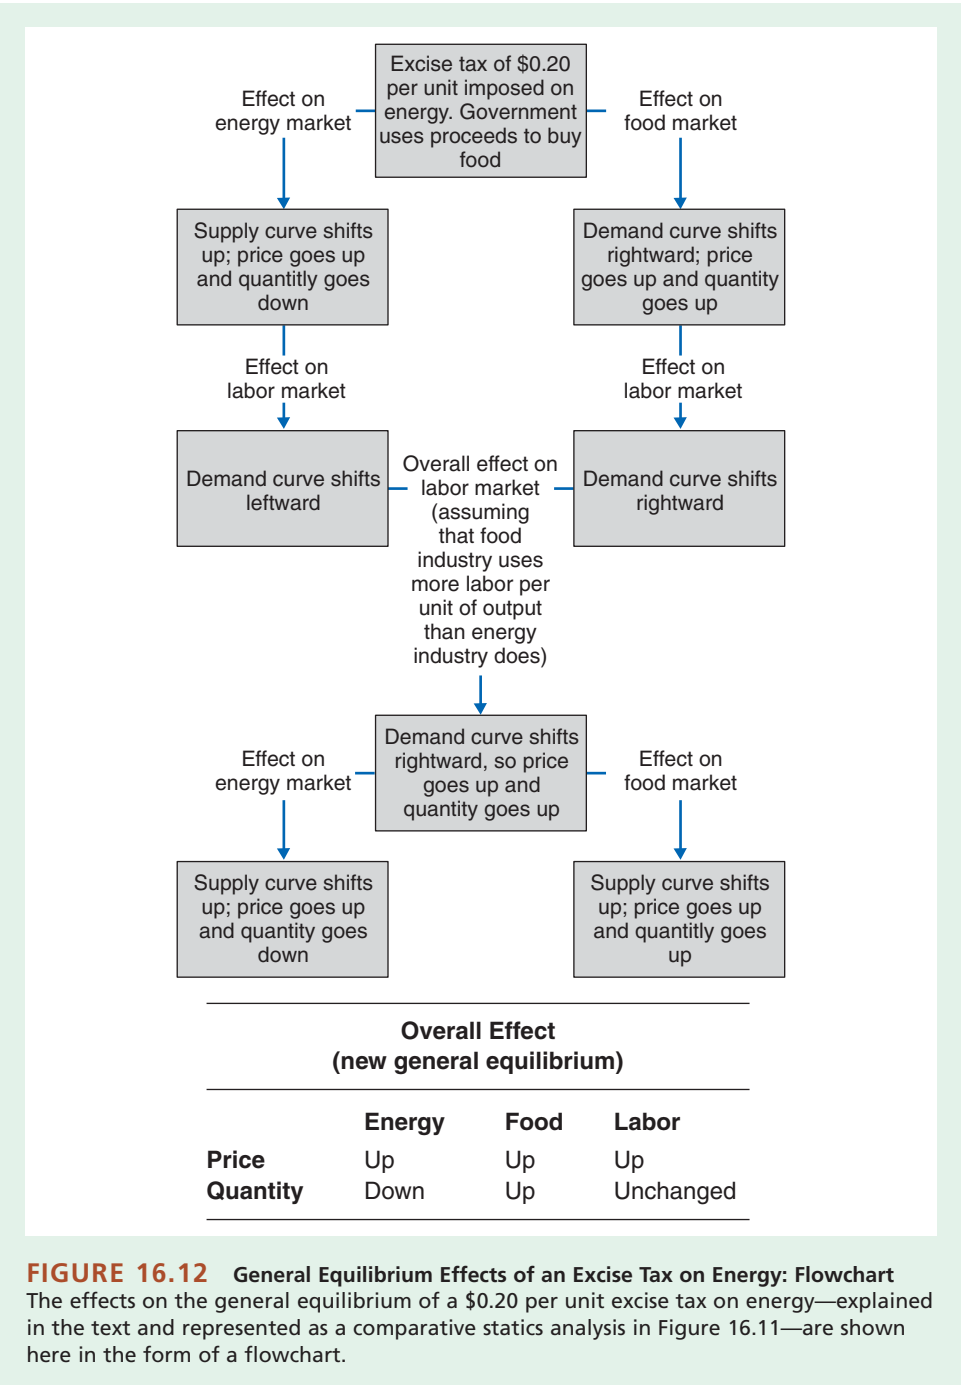 Excise tax of $0.20
per unit imposed on
energy. Government
uses proceeds to buy
food
Effect on
energy market
Effect on
food market
Supply curve shifts
up; price goes up
and quantitly goes
down
Demand curve shifts
rightward; price
goes up and quantity
goes up
Effect on
labor market
Effect on
labor market
Demand curve shifts
leftward
Overall effect on
labor market
(assuming
that food
industry uses
more labor per
unit of output
than energy
industry does)
Demand curve shifts
rightward
Demand curve shifts
rightward, so price
goes up and
quantity goes up
Effect on
energy market
Effect on
food market
Supply curve shifts
up; price goes up
and quantity goes
down
Supply curve shifts
up; price goes up
and quantitly goes
up
Overall Effect
(new general equilibrium)
Energy Food Labor
Price Up Up Up
Quantity Down Up Unchanged
FIGURE 16.12 General Equilibrium Effects of an Excise Tax on Energy: Flowchart
The effects on the general equilibrium of a $0.20 per unit excise tax on energy—explained
in the text and represented as a comparative statics analysis in Figure 16.11—are shown
here in the form of a flowchart.